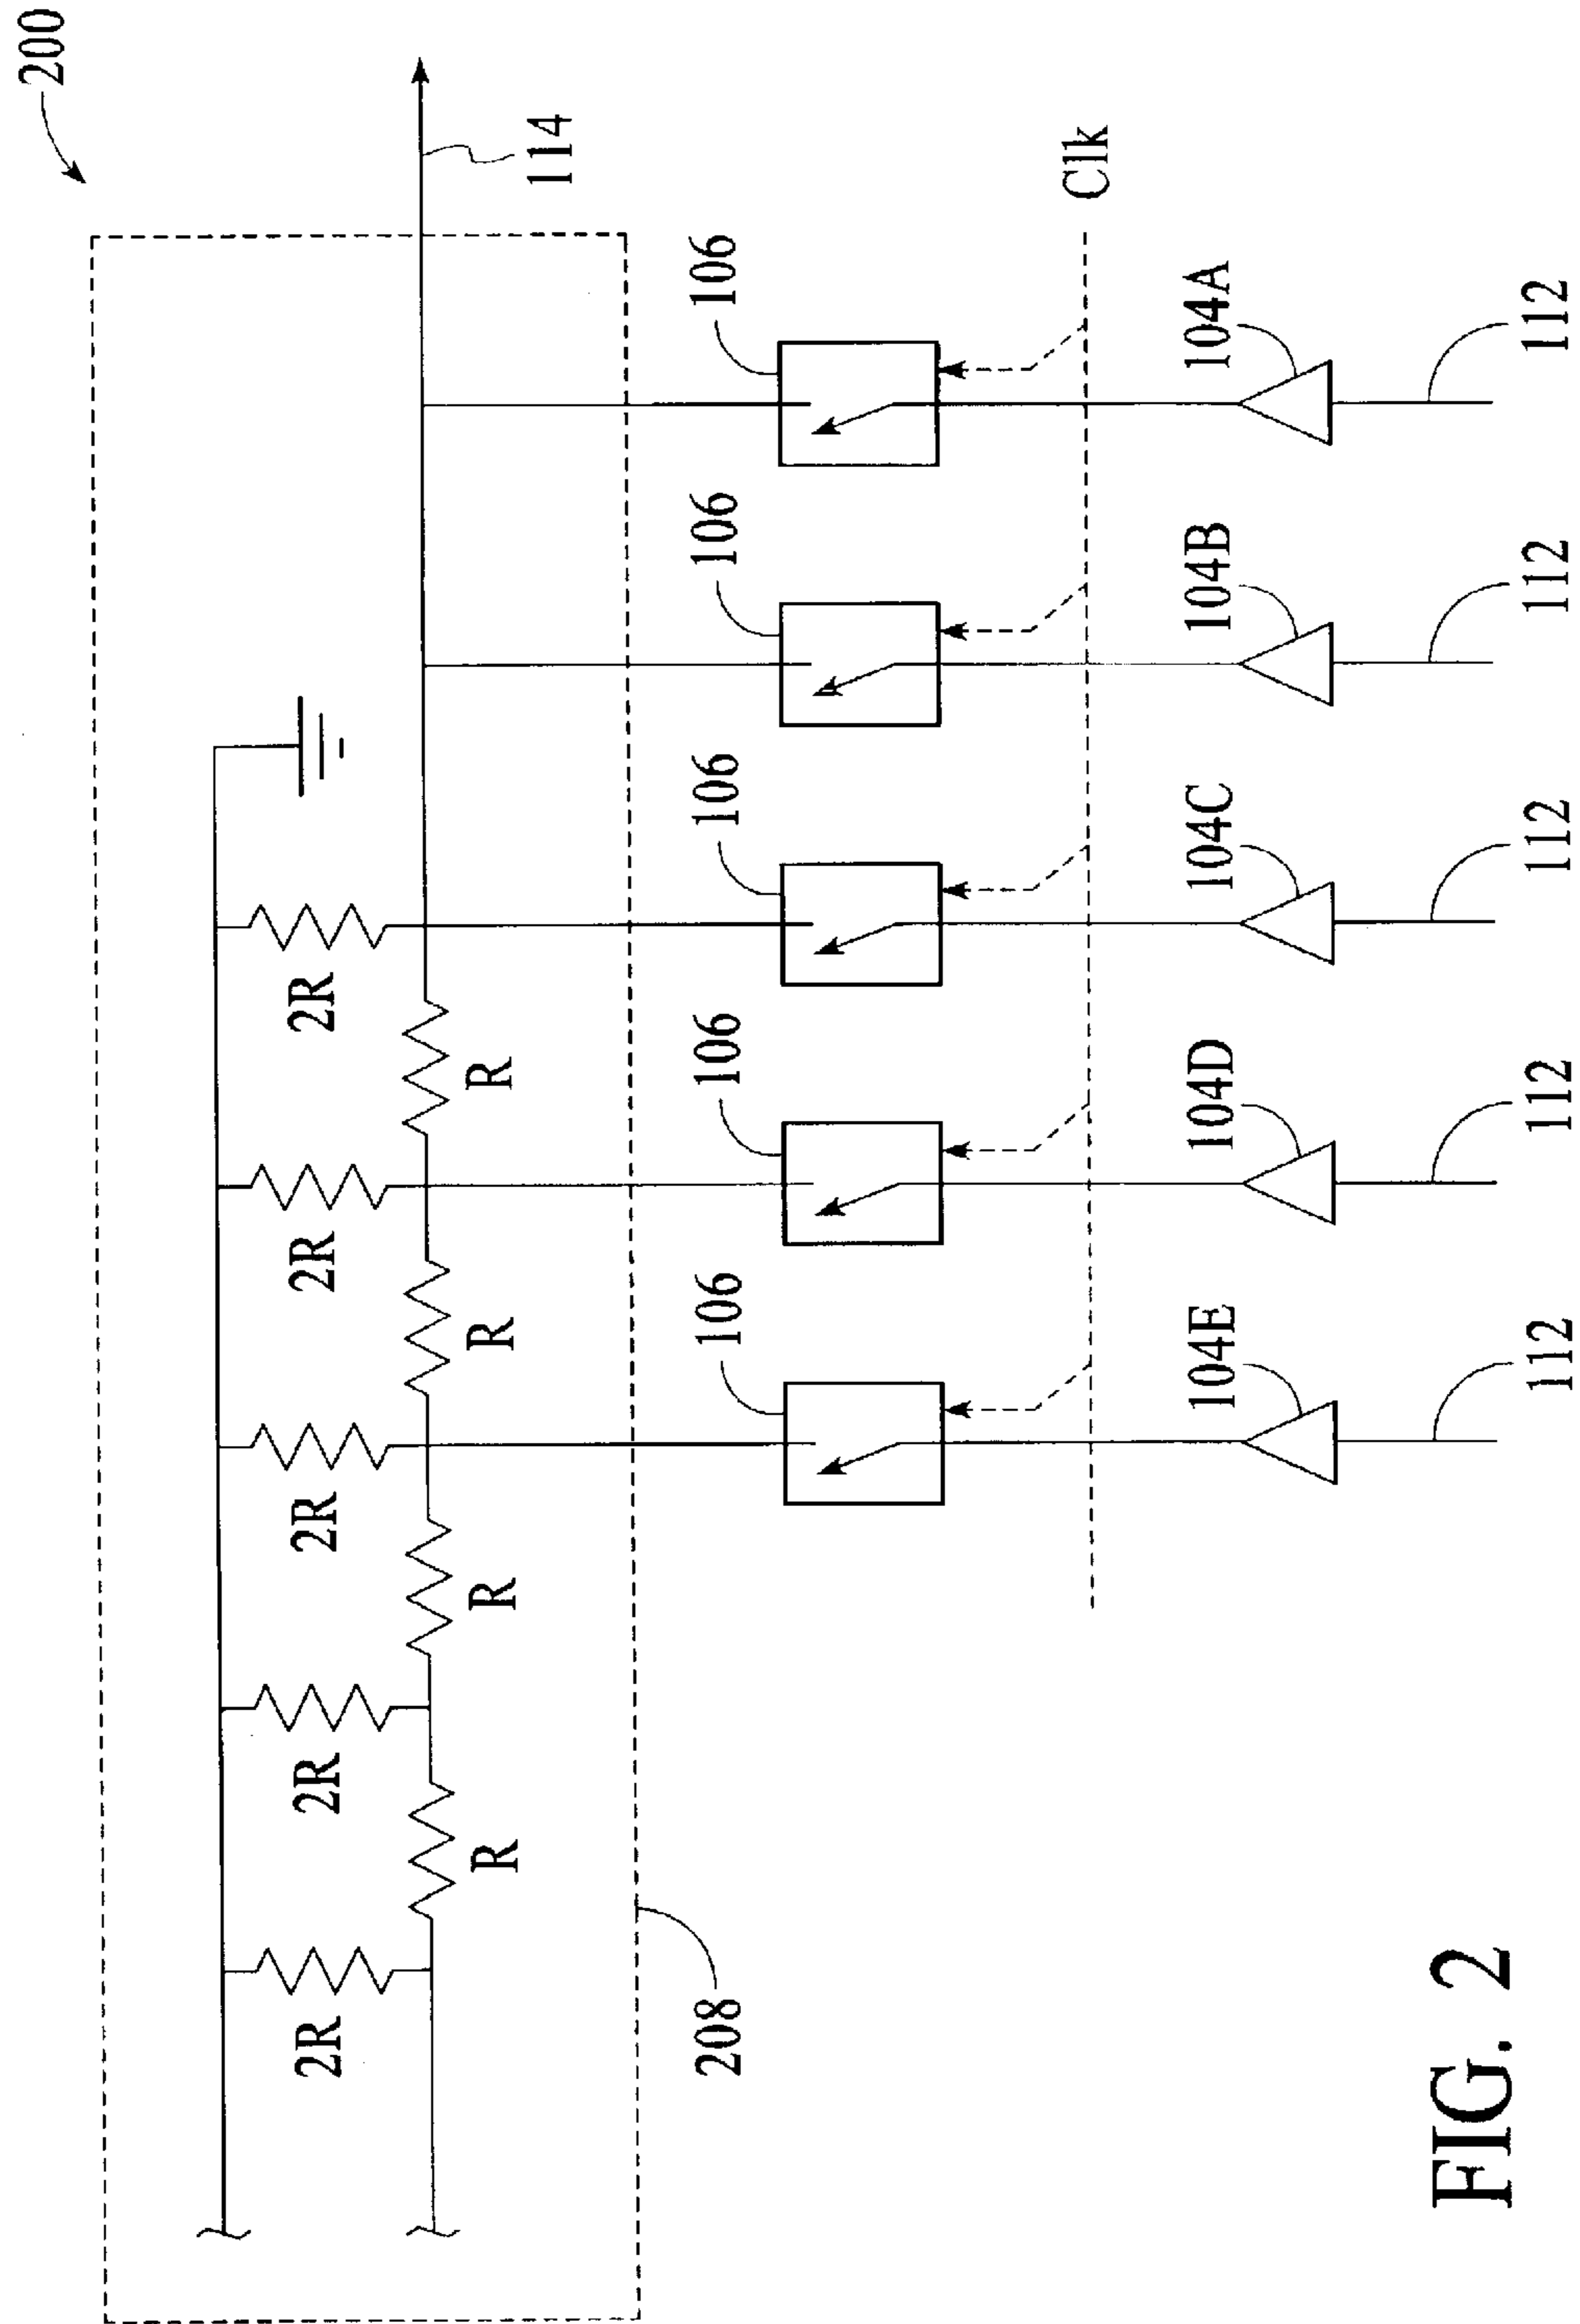 200
2R 2R 2R 2R 2R
R R R R
114
208 106 106 106 106 106
Clk
104E 104D 104C 104B 104A
112 112 112 112 112
FIG. 2